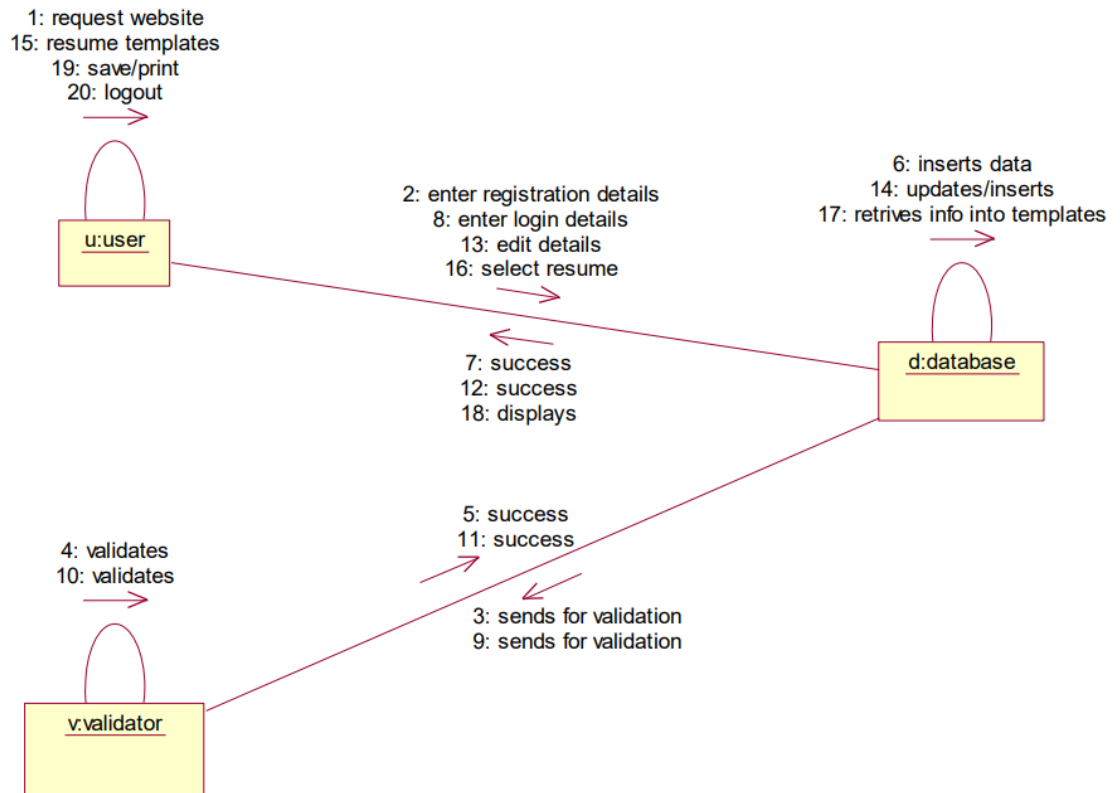 1: request website
15: resume templates
19: save/print
20: logout
u:user
2: enter registration details
8: enter login details
13: edit details
16: select resume
7: success
12: success
18: displays
6: inserts data
14: updates/inserts
17: retrives info into templates
d:database
5: success
11: success
3: sends for validation
9: sends for validation
4: validates
10: validates
v:validator